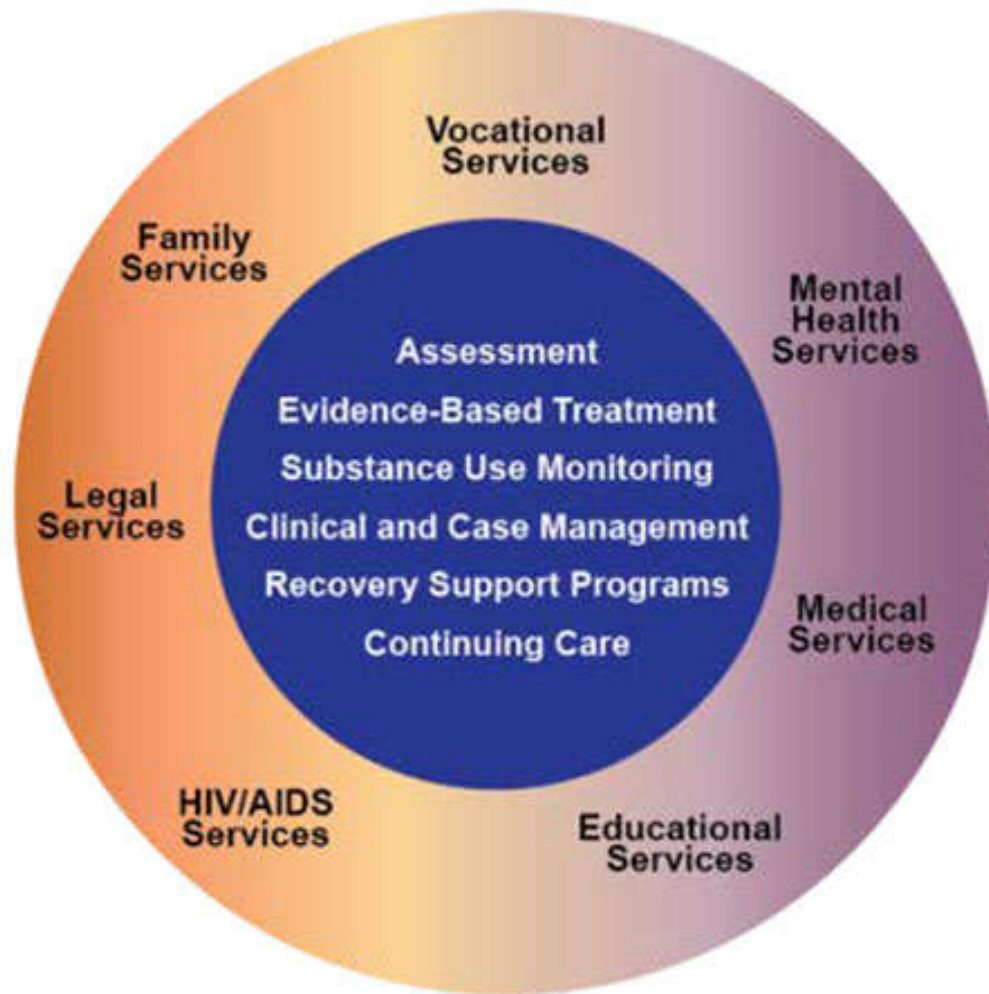 Vocational
Services
Family
Services
Mental
Health
Services
Assessment
Evidence-Based Treatment
Substance Use Monitoring
Clinical and Case Management
Recovery Support Programs
Continuing Care
Legal
Services
Medical
Services
HIV/AIDS
Services
Educational
Services